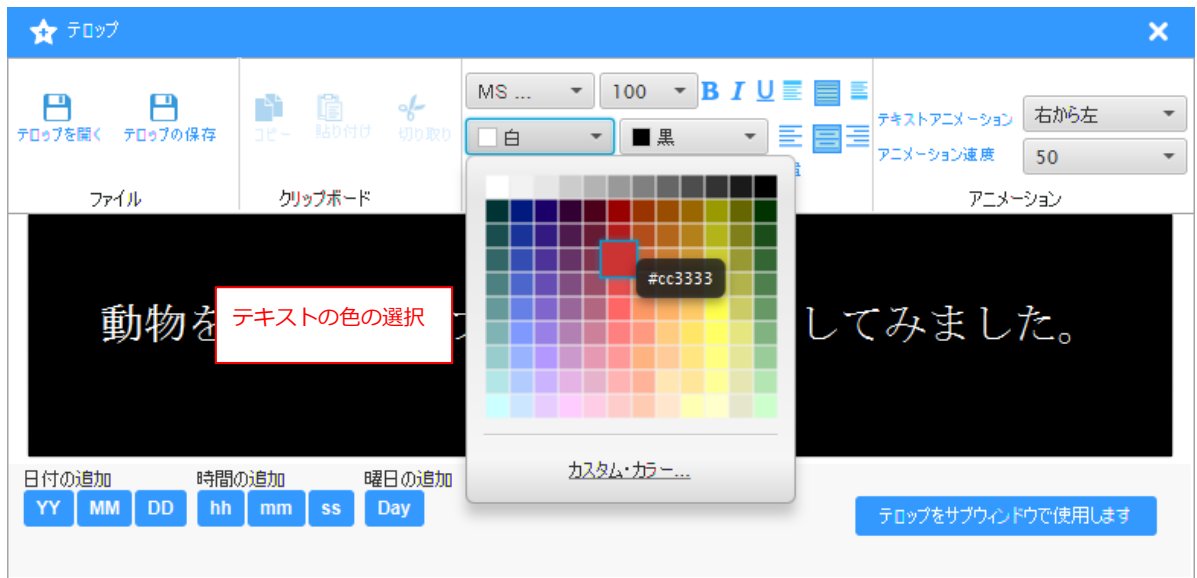 テロップ
MS ...
100
B I U
テロップを開く
テロップの保存
コピー
貼り付け
切り取り
白
黒
テキストアニメーション
右から左
アニメーション速度
50
ファイル
クリップボード
アニメーション
#cc3333
動物を
テキストの色の選択
してみました。
カスタム・カラー...
日付の追加
時間の追加
曜日の追加
YY MM DD hh mm ss Day
テロップをサブウィンドウで使用します